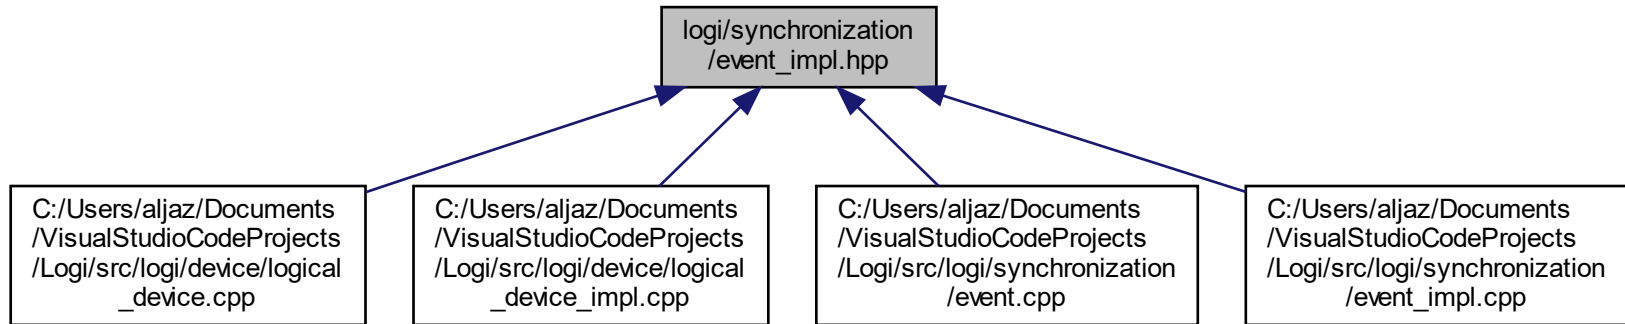 logi/synchronization
/event_impl.hpp
C:/Users/aljaz/Documents
/VisualStudioCodeProjects
/Logi/src/logi/device/logical
_device.cpp
C:/Users/aljaz/Documents
/VisualStudioCodeProjects
/Logi/src/logi/device/logical
_device_impl.cpp
C:/Users/aljaz/Documents
/VisualStudioCodeProjects
/Logi/src/logi/synchronization
/event.cpp
C:/Users/aljaz/Documents
/VisualStudioCodeProjects
/Logi/src/logi/synchronization
/event_impl.cpp